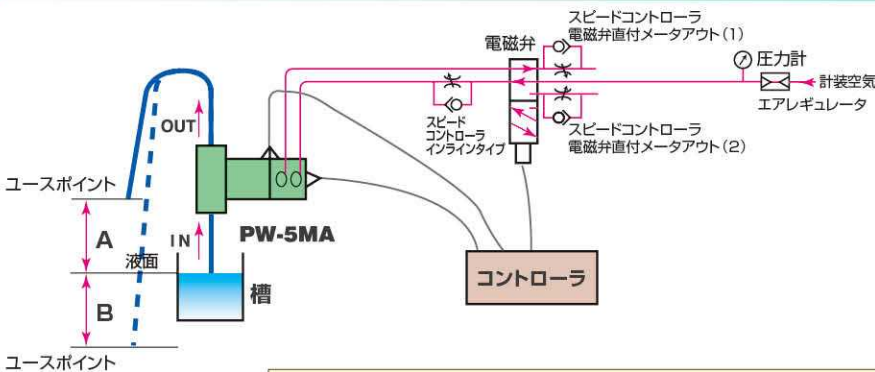 スピードコントローラ
電磁弁直付メータアウト(1)
電磁弁
圧力計
計装空気
エアレギュレータ
スピード
コントローラ
インラインタイプ
スピードコントローラ
電磁弁直付メータアウト(2)
OUT
ユースポイント
A
IN
PW-5MA
液面
槽
コントローラ
B
ユースポイント